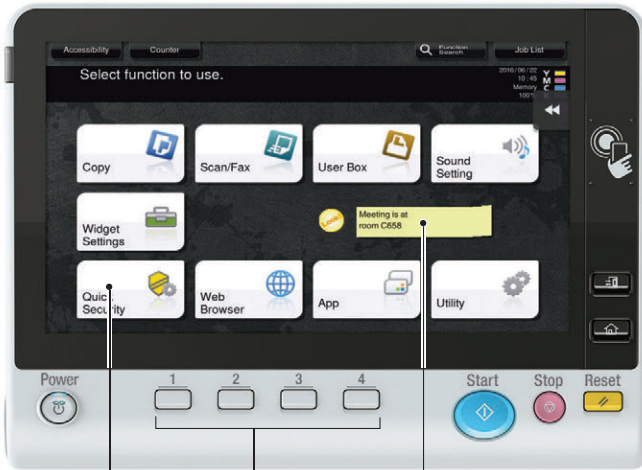 Accessibility Counter Function Search Job List
Select function to use.
2016/06/22
10:45
Memory
100%
Y
M
C
Copy
Scan/Fax
User Box
Sound
Setting
Widget
Settings
Look!
Meeting is at
room C658
Quick
Security
Web
Browser
App
Utility
Power
1 2 3 4
Start Stop Reset